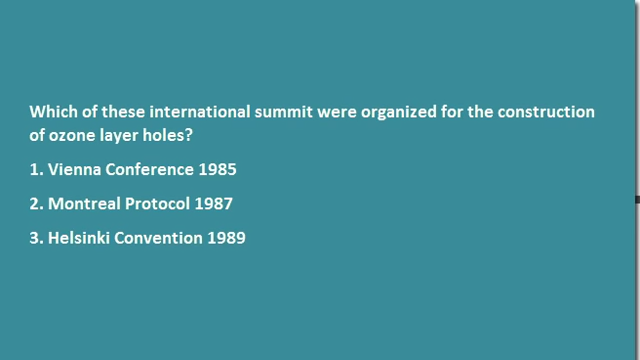 Which of these international summit were organized for the construction
of ozone layer holes?
1. Vienna Conference 1985
2. Montreal Protocol 1987
3. Helsinki Convention 1989